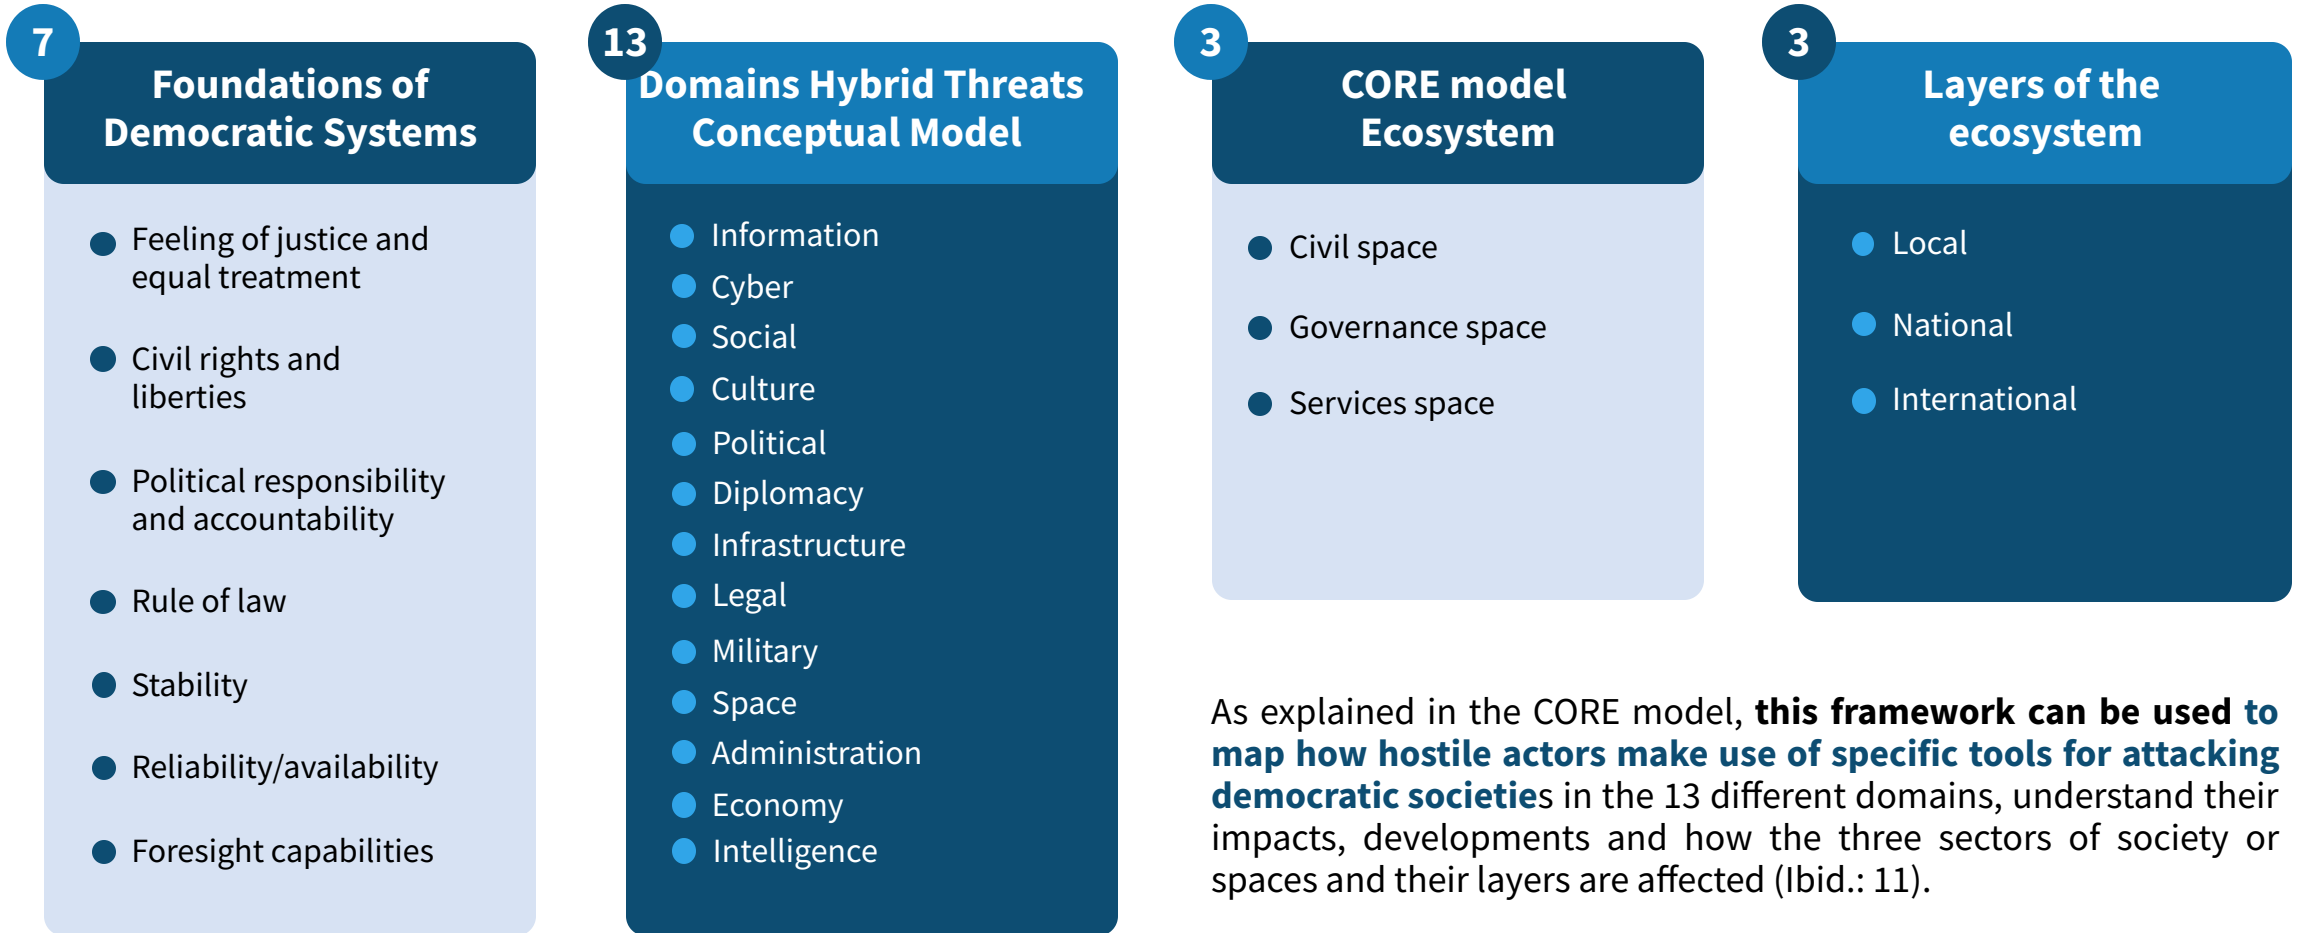 7
Foundations of
Democratic Systems
Feeling of justice and
equal treatment
Civil rights and
liberties
Political responsibility
and accountability
Rule of law
Stability
Reliability/availability
Foresight capabilities
13
Domains Hybrid Threats
Conceptual Model
Information
Cyber
Social
Culture
Political
Diplomacy
Infrastructure
Legal
Military
Space
Administration
Economy
Intelligence
3
CORE model
Ecosystem
Civil space
Governance space
Services space
3
Layers of the
ecosystem
Local
National
International
As explained in the CORE model, this framework can be used to
map how hostile actors make use of specific tools for attacking
democratic societies in the 13 different domains, understand their
impacts, developments and how the three sectors of society or
spaces and their layers are affected (Ibid.: 11).